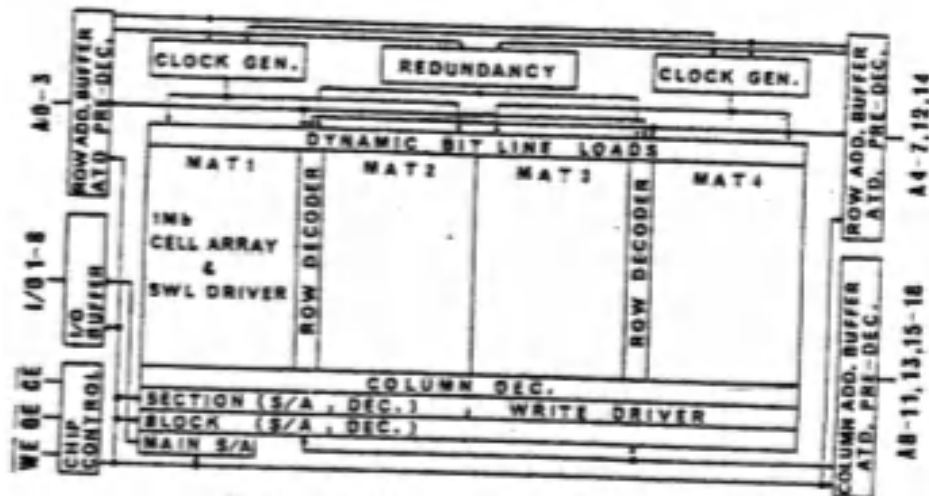 CLOCK GEN.
REDUNDANCY
CLOCK GEN.
ROW ADD. BUFFER
ATD. PRE-DEC.
A0-3
ROW ADD. BUFFER
ATD. PRE-DEC.
A4-7,12,14
DYNAMIC BIT LINE LOADS
MAT1
MAT2
MAT3
MAT4
1Mb
CELL ARRAY
&
SWL DRIVER
ROW DECODER
ROW DECODER
I/O1-8
I/O
BUFFER
COLUMN DEC.
SECTION (S/A, DEC.), WRITE DRIVER
BLOCK (S/A, DEC.)
MAIN S/A
WE OE CE
CHIP
CONTROL
COLUMN ADD. BUFFER
ATD. PRE-DEC.
A8-11,13,15-18